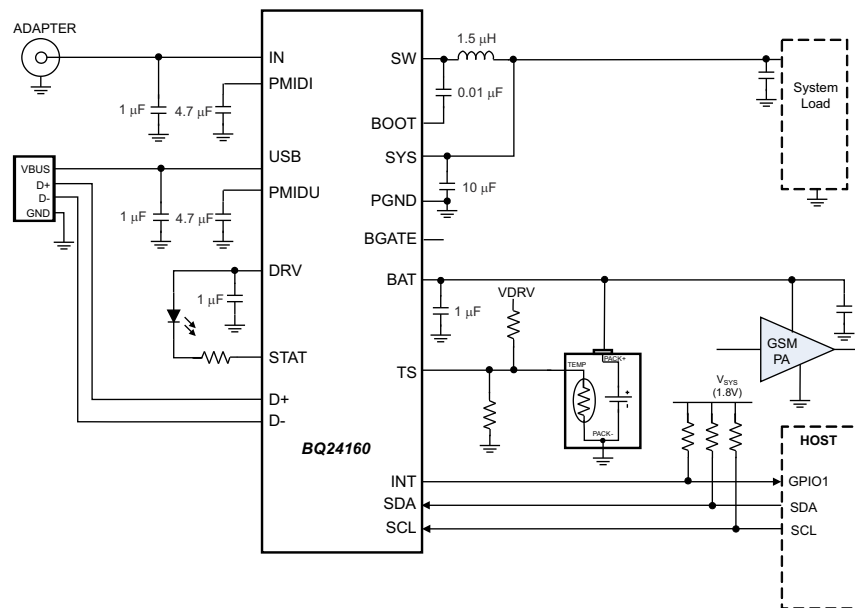 ADAPTER
IN
PMIDI
1 µF
4.7 µF
USB
PMIDU
VBUS
D+
D-
GND
1 µF
4.7 µF
DRV
1 µF
STAT
D+
D-
BQ24160
SW
1.5 µH
0.01 µF
BOOT
SYS
10 µF
PGND
BGATE
BAT
1 µF
VDRV
TS
TEMP
PACK+
PACK-
INT
SDA
SCL
System
Load
GSM
PA
VSYS
(1.8V)
HOST
GPIO1
SDA
SCL